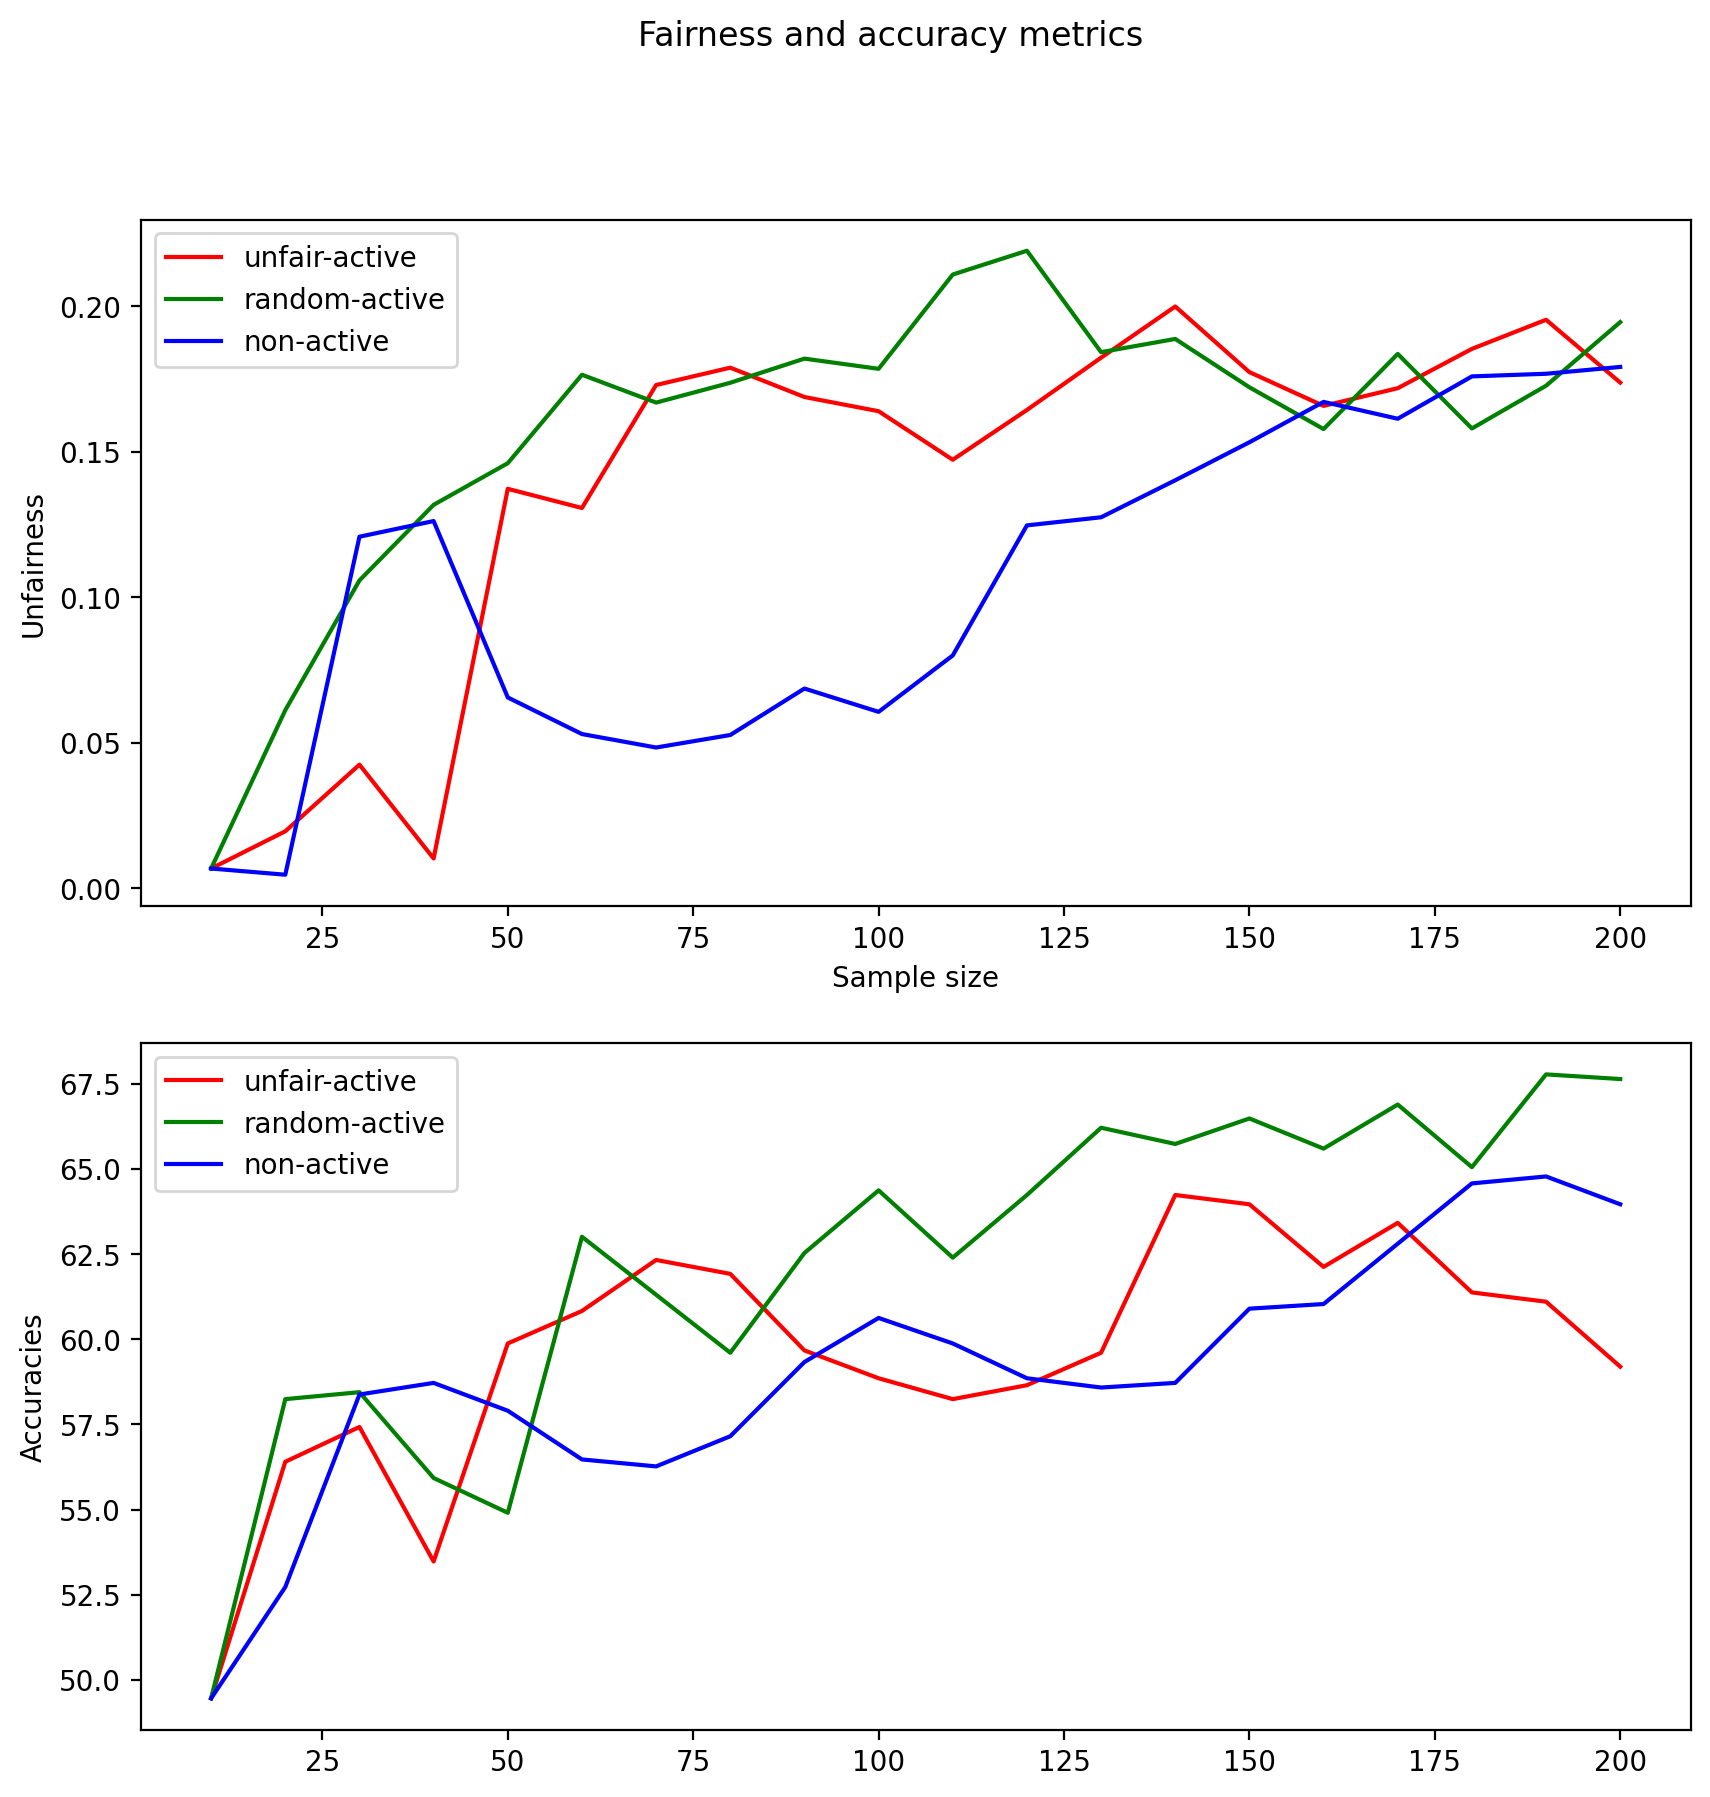 Fairness and accuracy metrics
unfair-active
random-active
non-active
0.20
0.15
0.10
0.05
0.00
Unfairness
25 50 75 100 125 150 175 200
Sample size
unfair-active
random-active
non-active
67.5
65.0
62.5
60.0
57.5
55.0
52.5
50.0
Accuracies
25 50 75 100 125 150 175 200